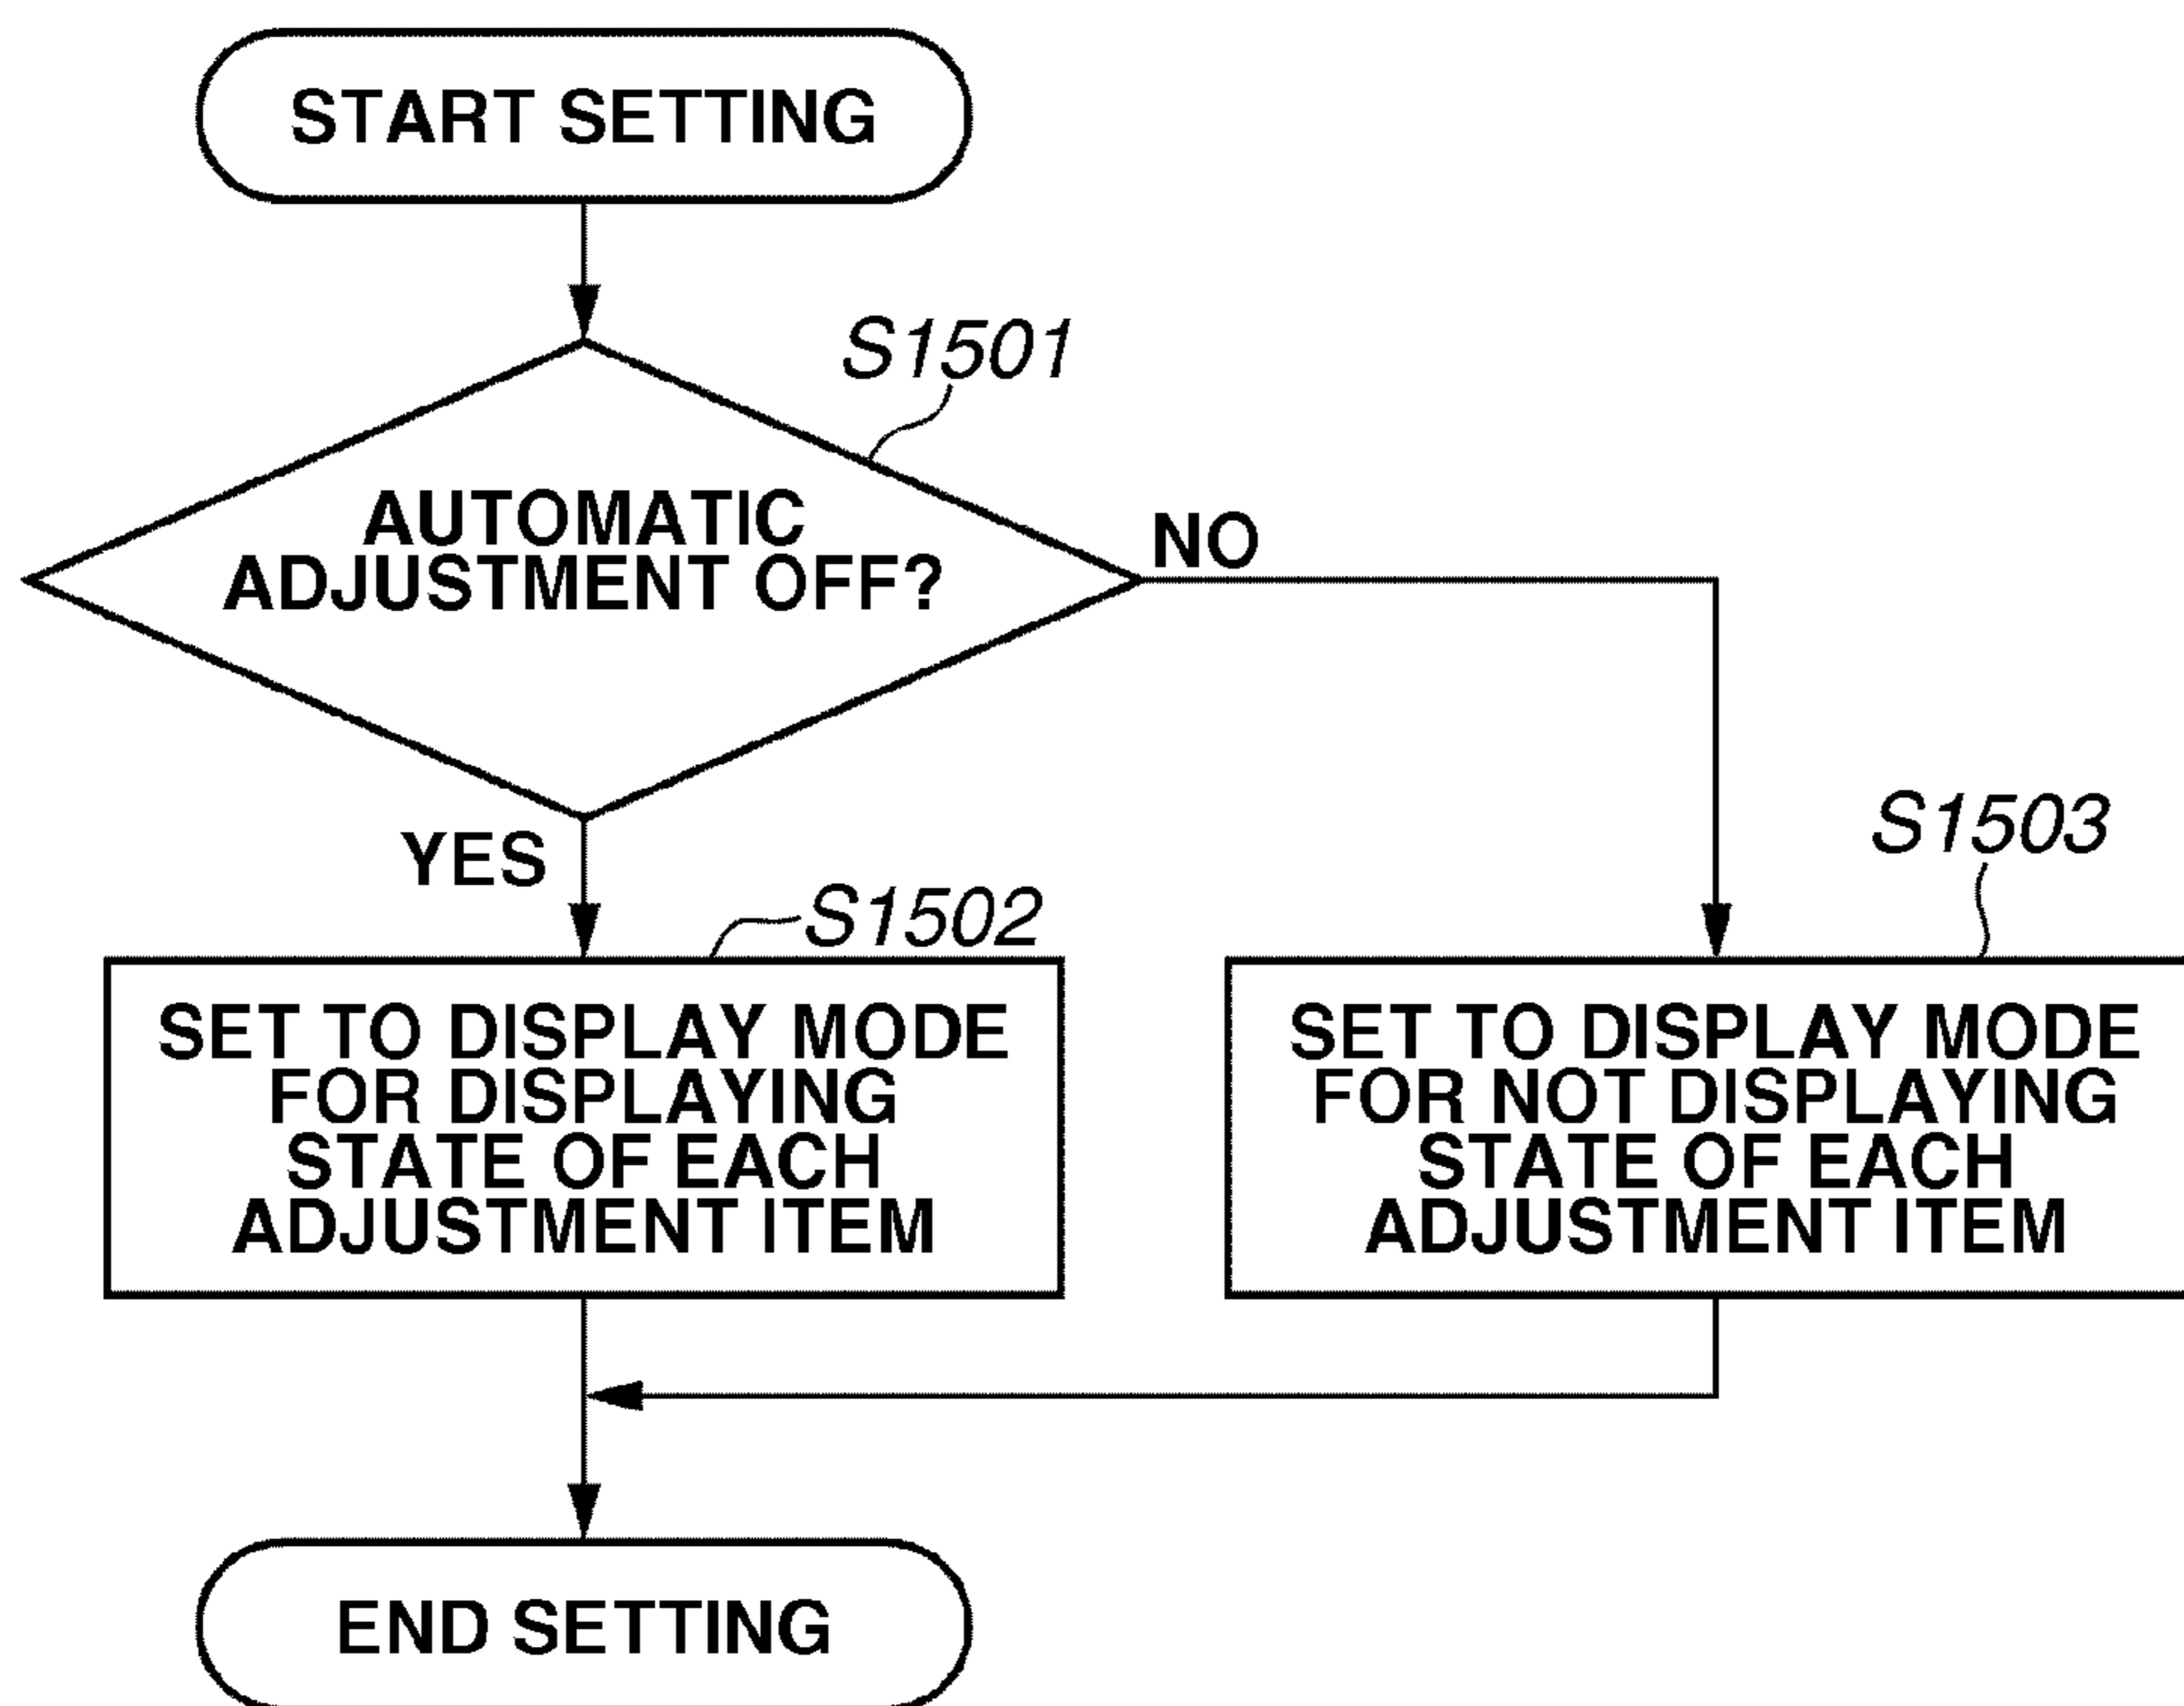 START SETTING
S1501
AUTOMATIC
ADJUSTMENT OFF?
NO
YES
S1502
SET TO DISPLAY MODE
FOR DISPLAYING
STATE OF EACH
ADJUSTMENT ITEM
S1503
SET TO DISPLAY MODE
FOR NOT DISPLAYING
STATE OF EACH
ADJUSTMENT ITEM
END SETTING